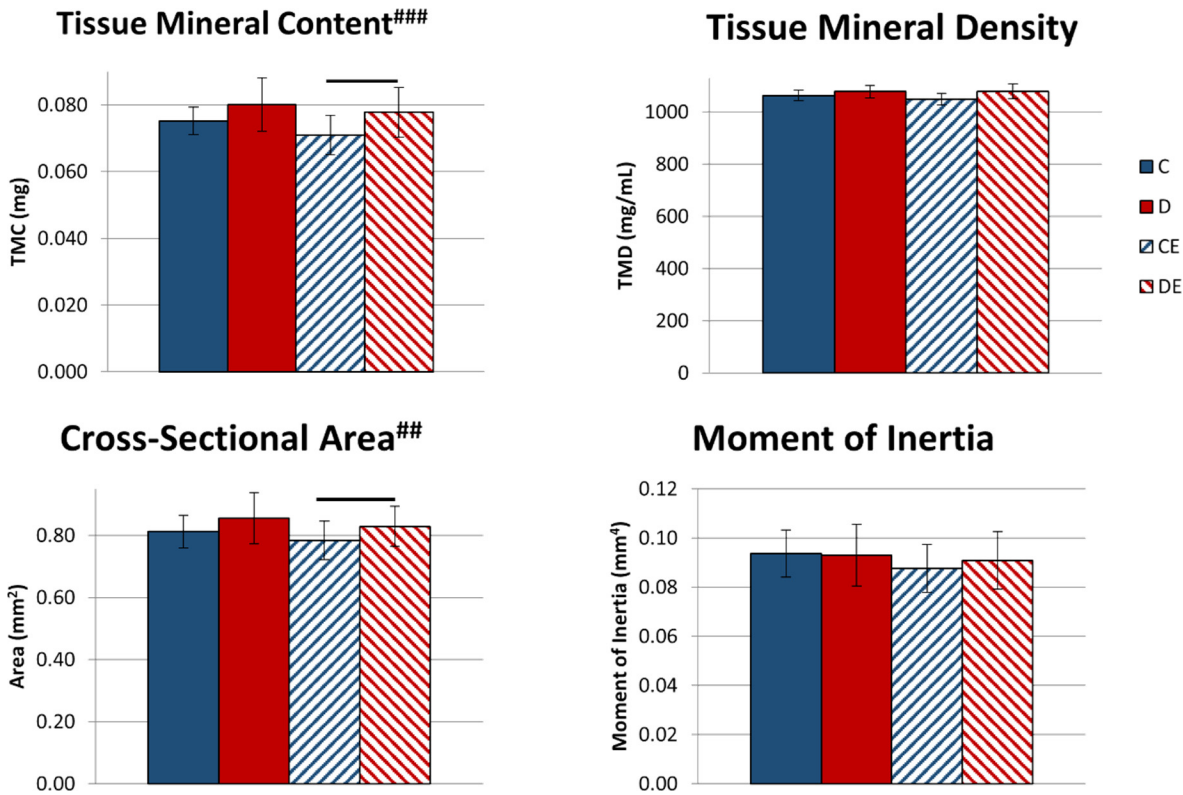 Tissue Mineral Content###
TMC (mg)
0.080
0.060
0.040
0.020
0.000
Tissue Mineral Density
TMD (mg/mL)
1000
800
600
400
200
0
C
D
CE
DE
Cross-Sectional Area##
Area (mm²)
0.80
0.60
0.40
0.20
0.00
Moment of Inertia
Moment of Inertia (mm⁴)
0.12
0.10
0.08
0.06
0.04
0.02
0.00